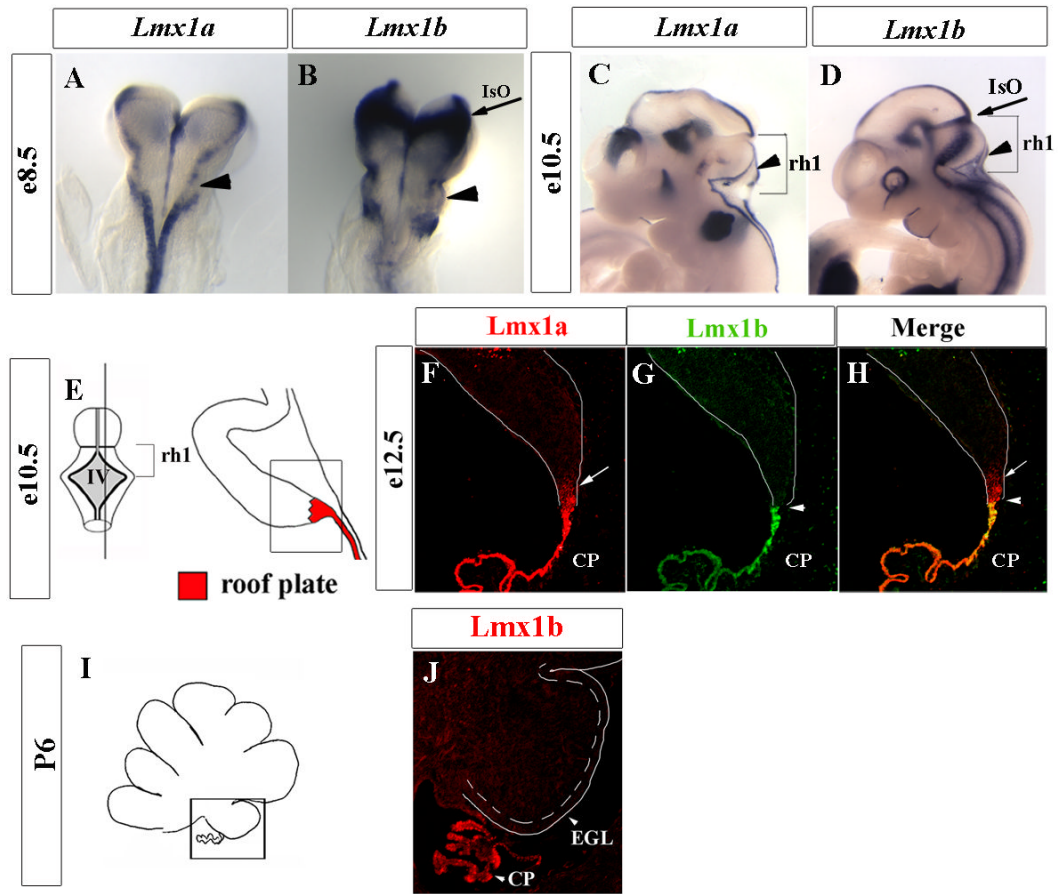 Lmx1a
Lmx1b
Lmx1a
Lmx1b
e8.5
A
B
IsO
e10.5
C
rh1
D
IsO
rh1
e10.5
E
rh1
IV
roof plate
e12.5
Lmx1a
Lmx1b
Merge
F
CP
G
CP
H
CP
P6
I
Lmx1b
J
EGL
CP